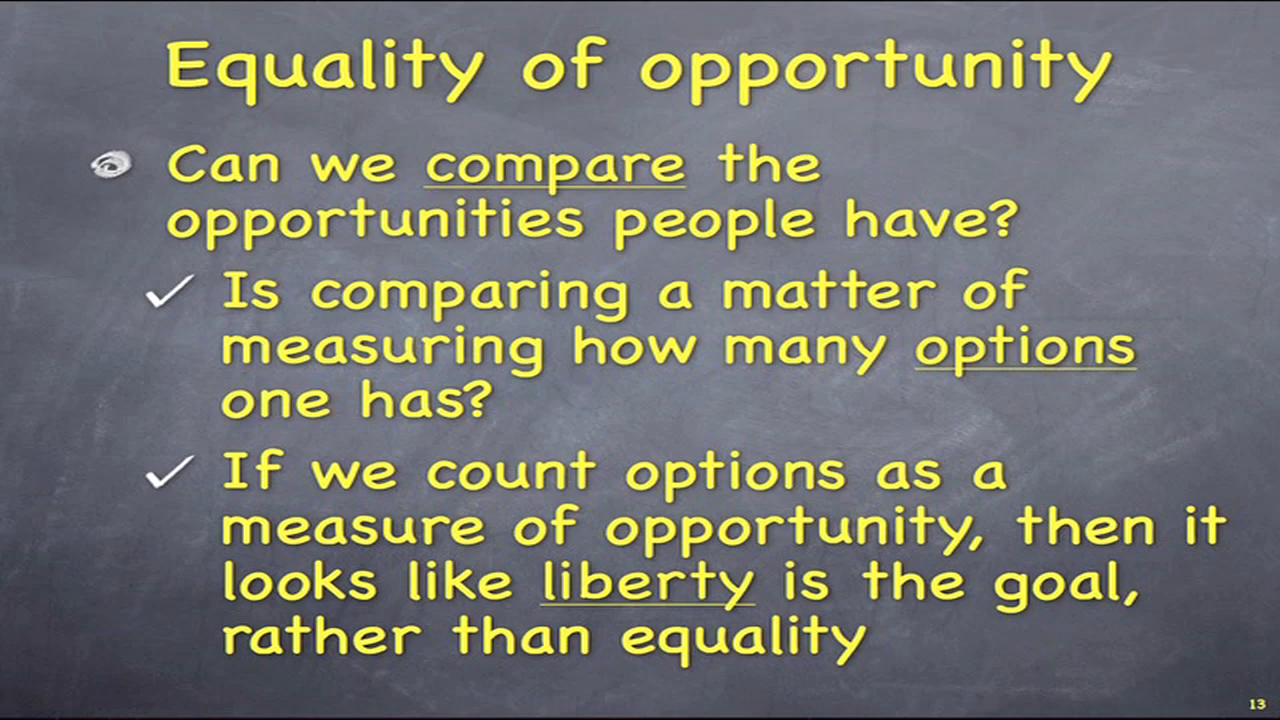 Equality of opportunity
Can we compare the
opportunities people have?
Is comparing a matter of
measuring how many options
one has?
If we count options as a
measure of opportunity, then it
looks like liberty is the goal,
rather than equality
13